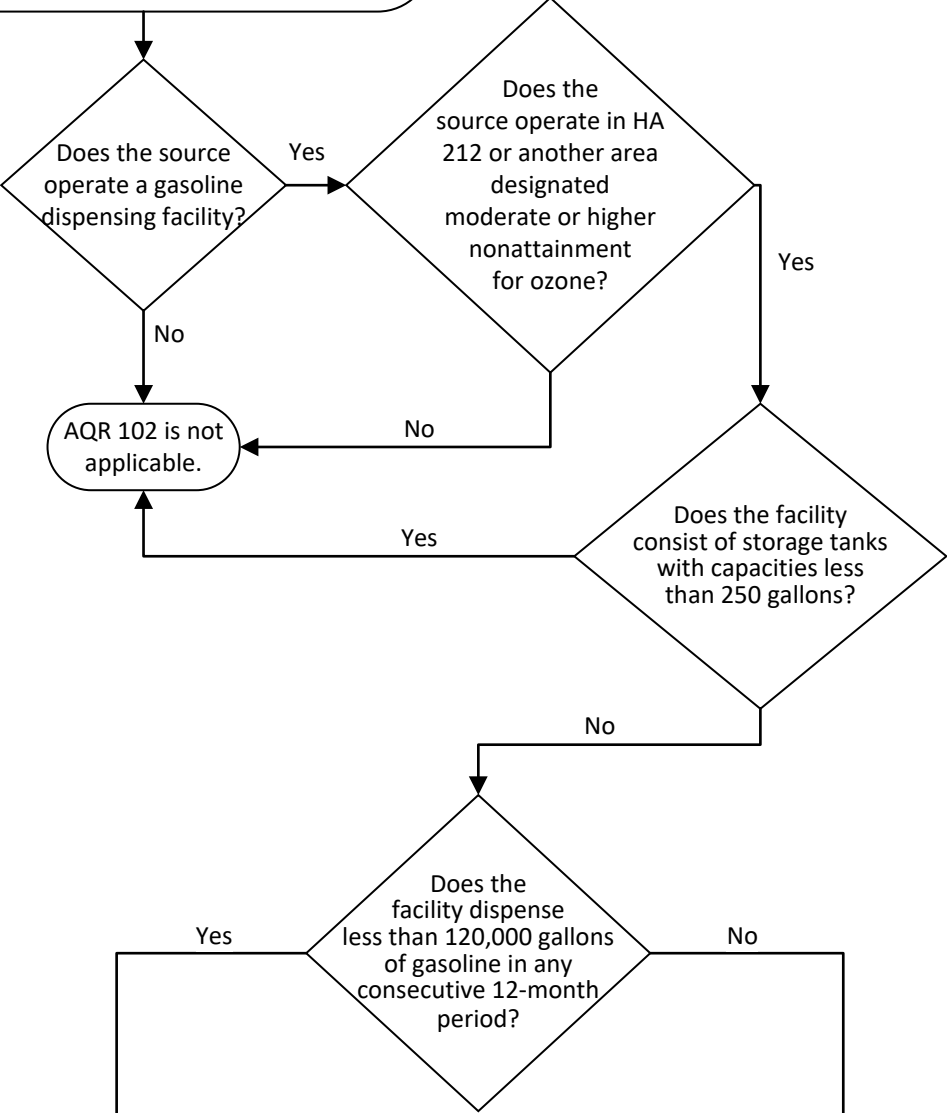 Does the source
operate a gasoline
dispensing facility?
Yes
Does the
source operate in HA
212 or another area
designated
moderate or higher
nonattainment
for ozone?
Yes
No
AQR 102 is not
applicable.
No
Yes
Does the facility
consist of storage tanks
with capacities less
than 250 gallons?
No
Does the
facility dispense
less than 120,000 gallons
of gasoline in any
consecutive 12-month
period?
Yes
No